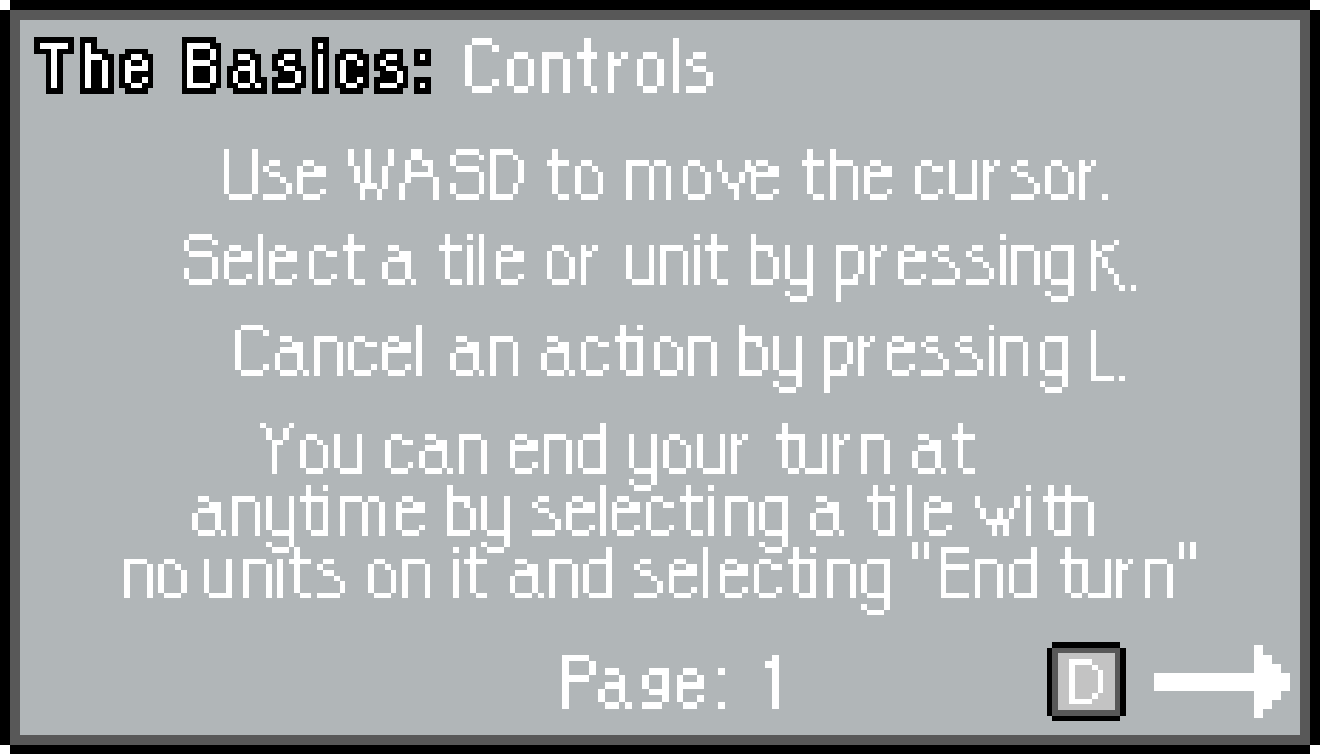 The Basics: Controls
Use WASD to move the cursor.
Select a tile or unit by pressing K.
Cancel an action by pressing L.
You can end your turn at
anytime by selecting a tile with
no units on it and selecting "End turn"
Page: 1
D